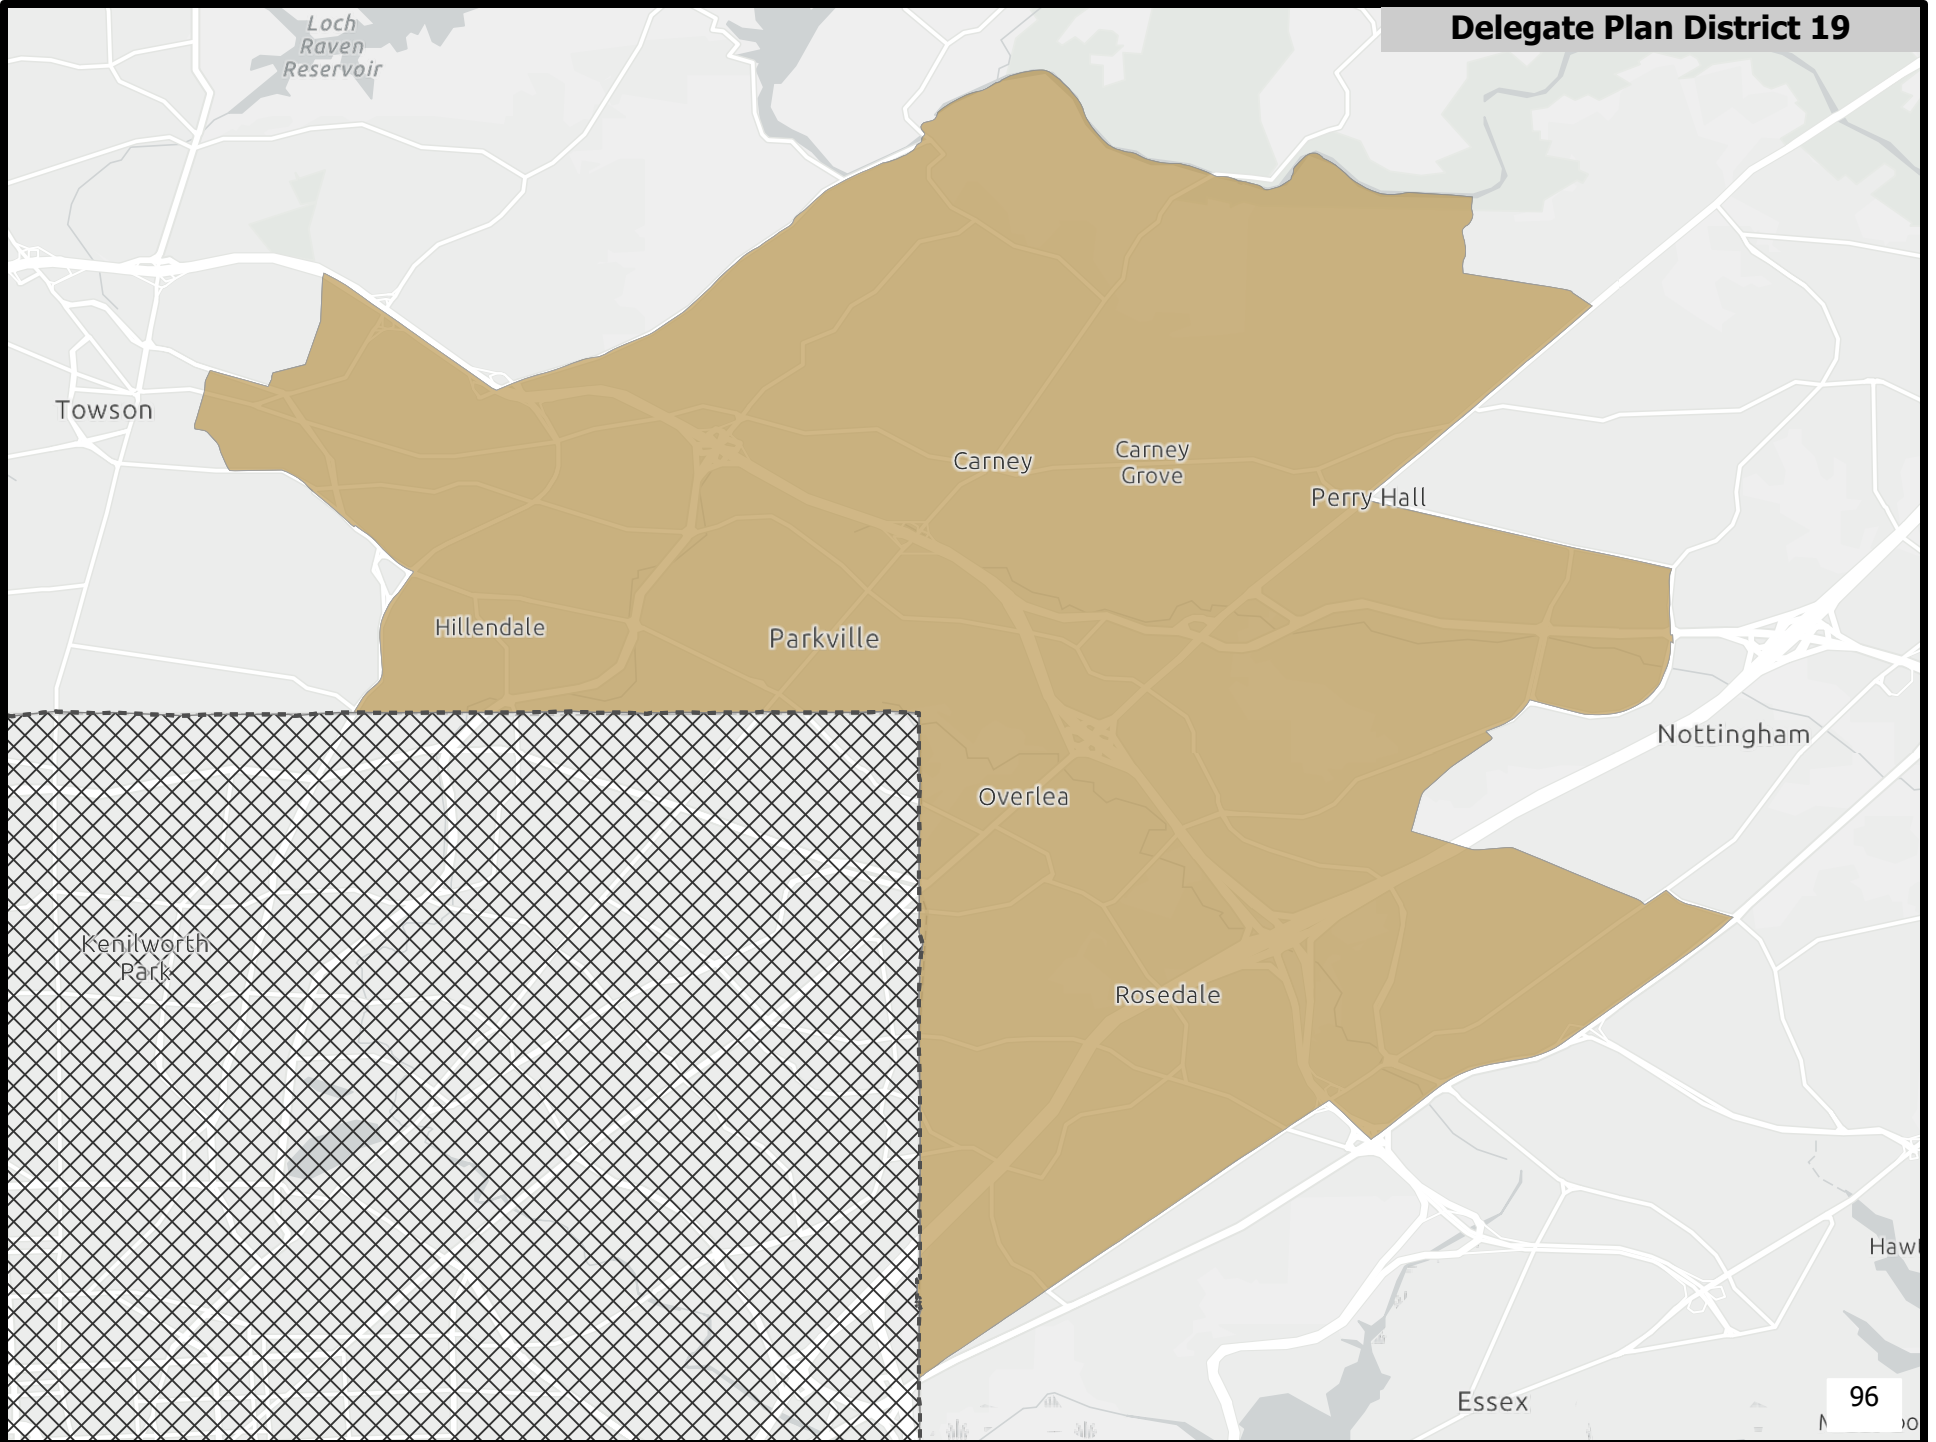 Delegate Plan District 19
Loch
Raven
Reservoir
Towson
Carney
Carney
Grove
Perry Hall
Hillendale
Parkville
Nottingham
Overlea
Kenilworth
Park
Rosedale
Essex
96